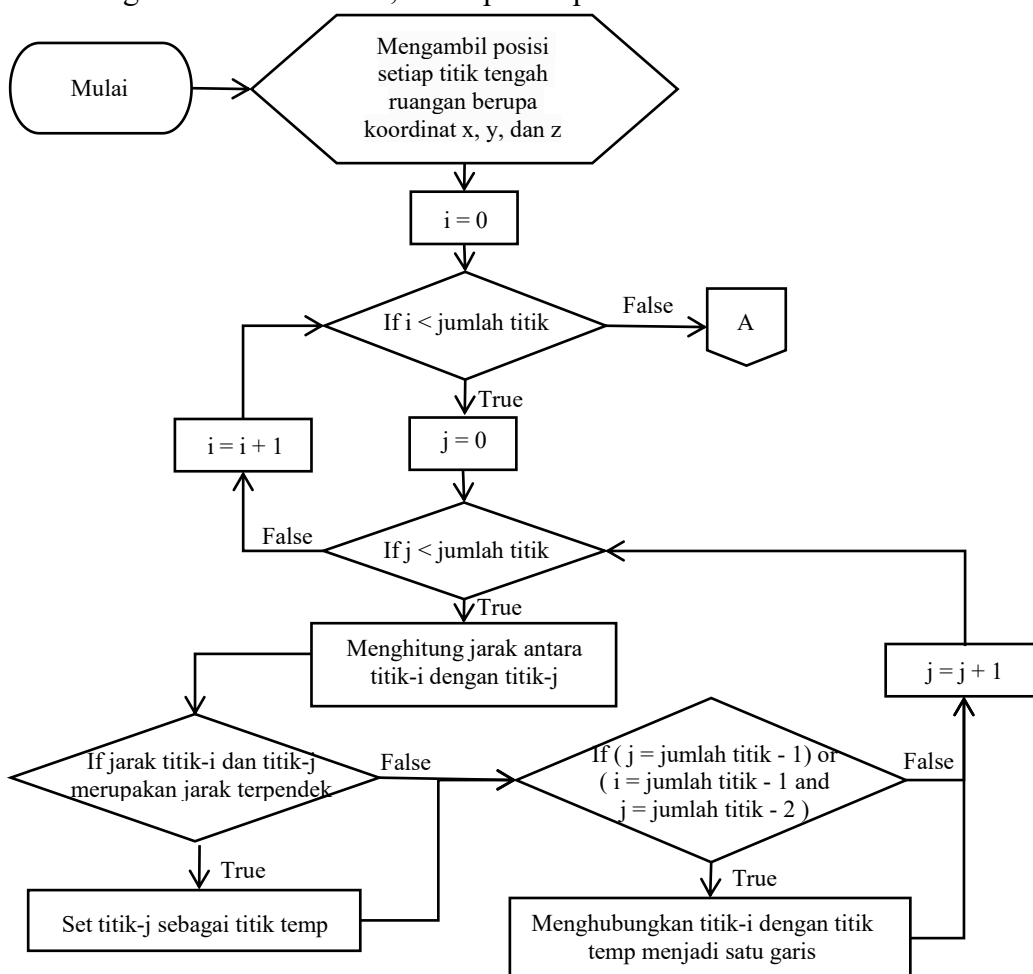 Mulai
Mengambil posisi
setiap titik tengah
ruangan berupa
koordinat x, y, dan z
i = 0
If i < jumlah titik
False
A
True
i = i + 1
j = 0
False
If j < jumlah titik
True
Menghitung jarak antara
titik-i dengan titik-j
j = j + 1
If jarak titik-i dan titik-j
merupakan jarak terpendek
False
If ( j = jumlah titik - 1) or
( i = jumlah titik - 1 and
j = jumlah titik - 2 )
False
True
Set titik-j sebagai titik temp
True
Menghubungkan titik-i dengan titik
temp menjadi satu garis